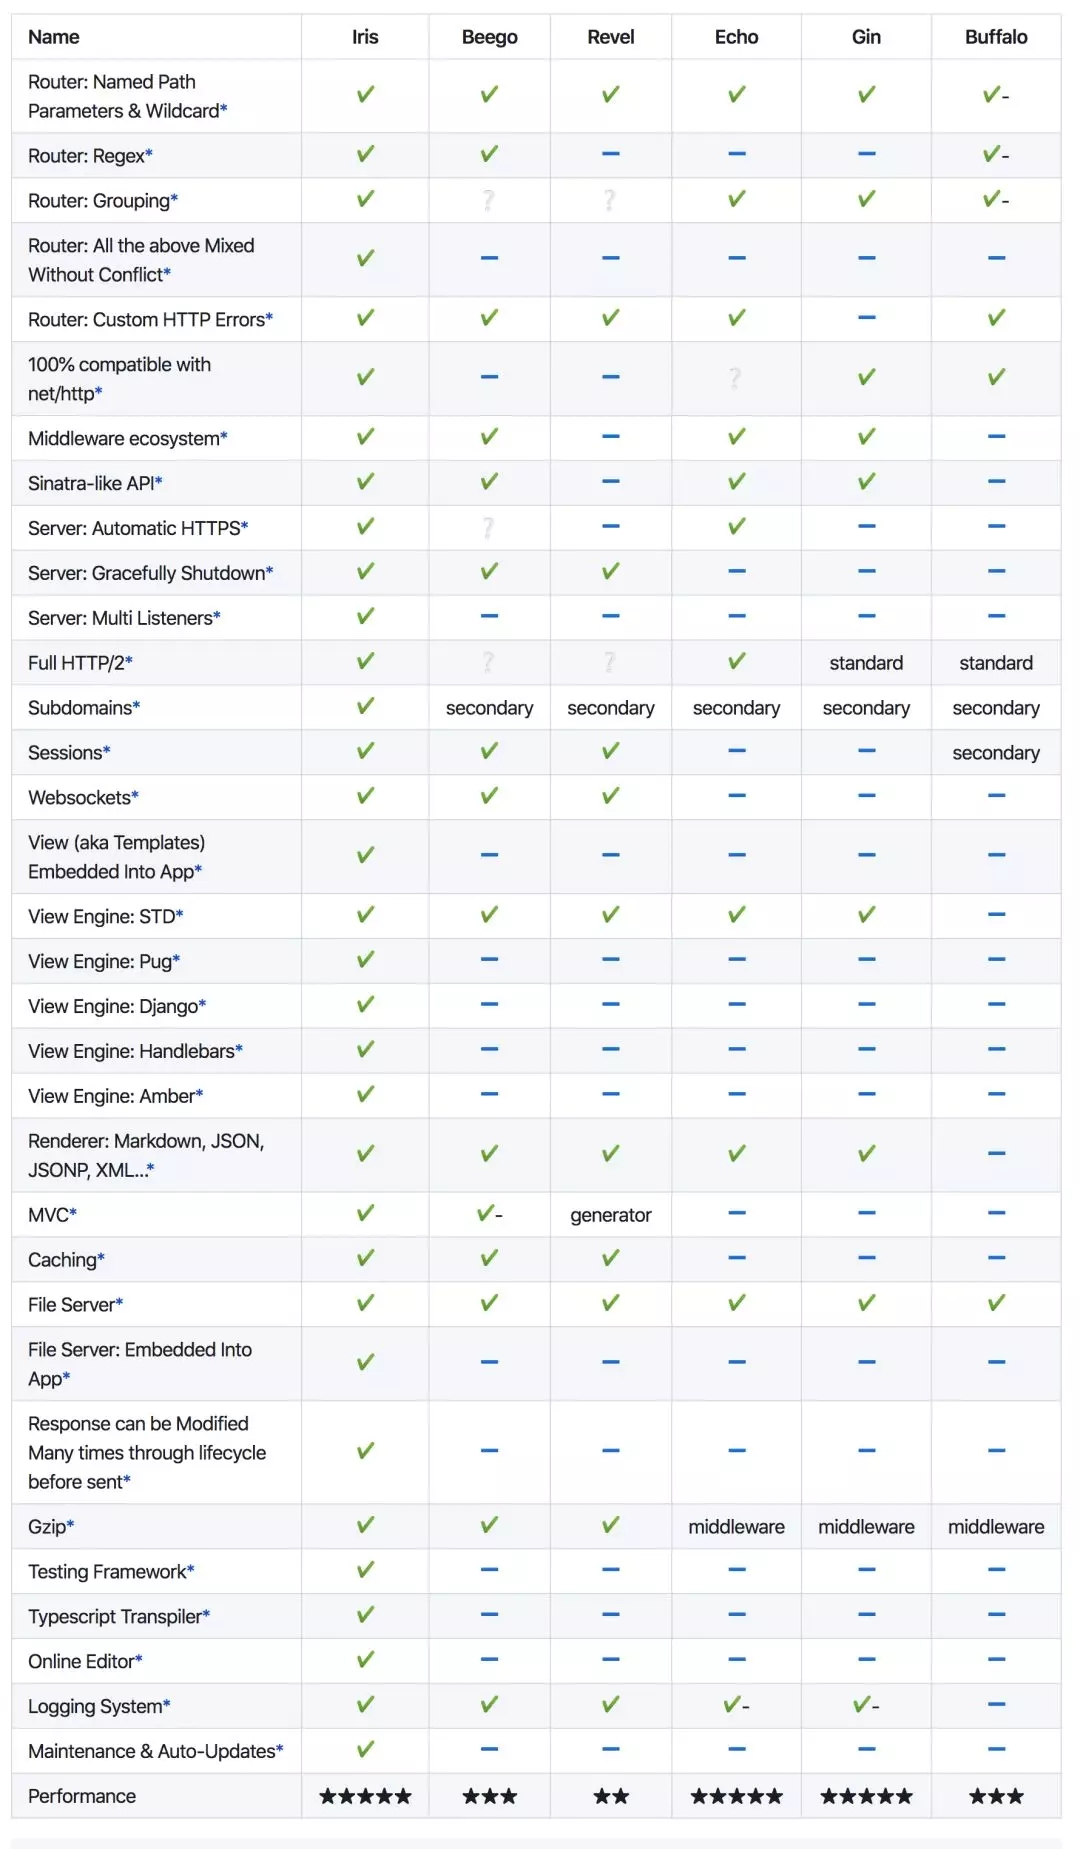 Name Iris Beego Revel Echo Gin Buffalo
Router: Named Path
Parameters & Wildcard* ✓ ✓ ✓ ✓ ✓ ✓-
Router: Regex* ✓ ✓ – – – ✓-
Router: Grouping* ✓ ? ? ✓ ✓ ✓-
Router: All the above Mixed
Without Conflict* ✓ – – – – –
Router: Custom HTTP Errors* ✓ ✓ ✓ ✓ – ✓
100% compatible with
net/http* ✓ – – ? ✓ ✓
Middleware ecosystem* ✓ ✓ – ✓ ✓ –
Sinatra-like API* ✓ ✓ – ✓ ✓ –
Server: Automatic HTTPS* ✓ ? – ✓ – –
Server: Gracefully Shutdown* ✓ ✓ ✓ – – –
Server: Multi Listeners* ✓ – – – – –
Full HTTP/2* ✓ ? ? ✓ standard standard
Subdomains* ✓ secondary secondary secondary secondary secondary
Sessions* ✓ ✓ ✓ – – secondary
Websockets* ✓ ✓ ✓ – – –
View (aka Templates)
Embedded Into App* ✓ – – – – –
View Engine: STD* ✓ ✓ ✓ ✓ ✓ –
View Engine: Pug* ✓ – – – – –
View Engine: Django* ✓ – – – – –
View Engine: Handlebars* ✓ – – – – –
View Engine: Amber* ✓ – – – – –
Renderer: Markdown, JSON,
JSONP, XML...* ✓ ✓ ✓ ✓ ✓ –
MVC* ✓ ✓- generator – – –
Caching* ✓ ✓ ✓ – – –
File Server* ✓ ✓ ✓ ✓ ✓ ✓
File Server: Embedded Into
App* ✓ – – – – –
Response can be Modified
Many times through lifecycle
before sent* ✓ – – – – –
Gzip* ✓ ✓ ✓ middleware middleware middleware
Testing Framework* ✓ – – – – –
Typescript Transpiler* ✓ – – – – –
Online Editor* ✓ – – – – –
Logging System* ✓ ✓ ✓ ✓- ✓- –
Maintenance & Auto-Updates* ✓ – – – – –
Performance ★★★★★ ★★★ ★★ ★★★★★ ★★★★★ ★★★